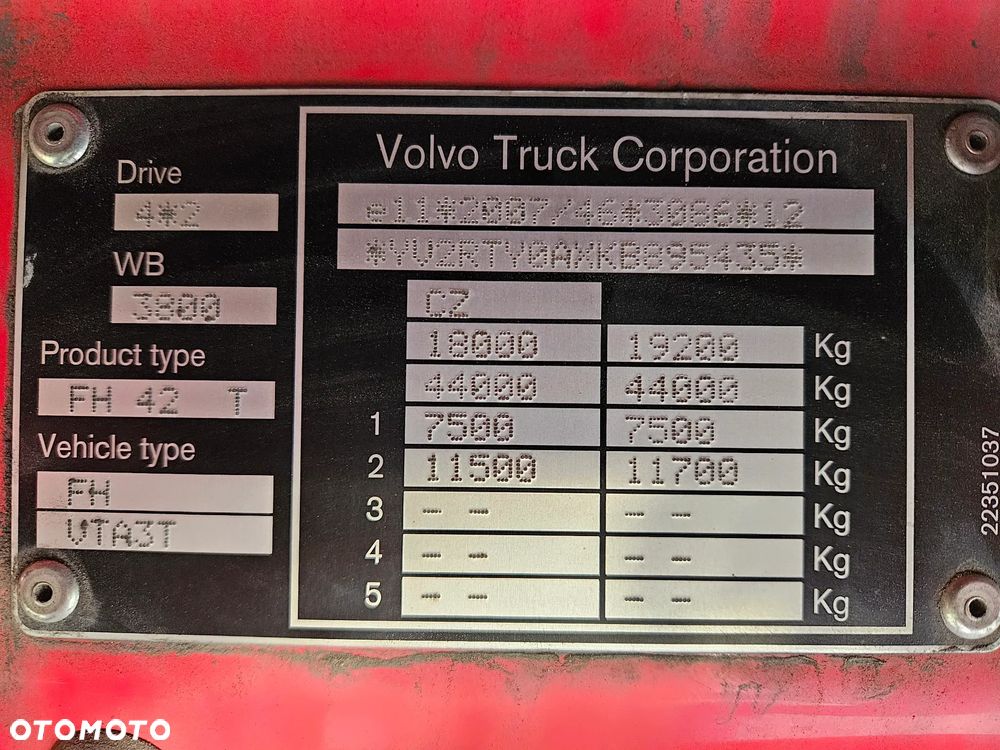 Volvo Truck Corporation
e11*2007/46*3086*12
*YV2RTV0AWKB895435*
CZ
18000 19200 Kg
44000 44000 Kg
1 7500 7500 Kg
2 11500 11700 Kg
3 -- -- Kg
4 -- -- Kg
5 -- -- Kg
Drive
4*2
WB
3800
Product type
FH 42 T
Vehicle type
FH
VTA3T
22351037
OTOMOTO